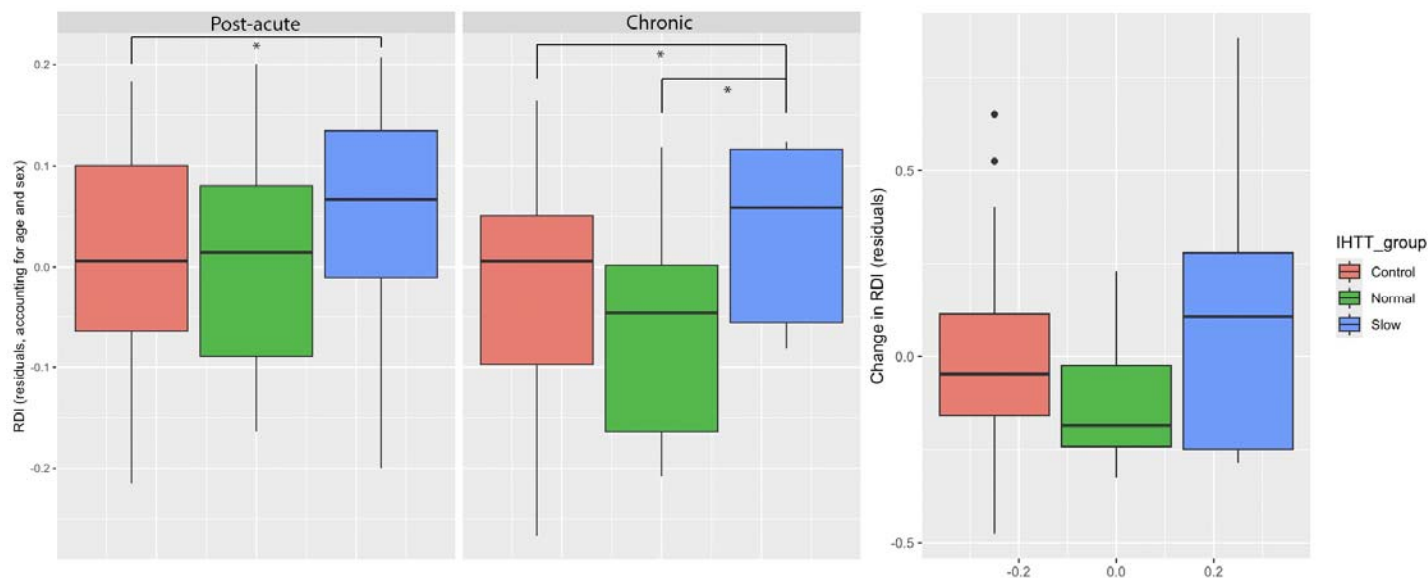 Post-acute
Chronic
*
*
*
RDI (residuals, accounting for age and sex)
0.2
0.1
0.0
-0.1
-0.2
Change in RDI (residuals)
0.5
0.0
-0.5
-0.2
0.0
0.2
IHTT_group
Control
Normal
Slow